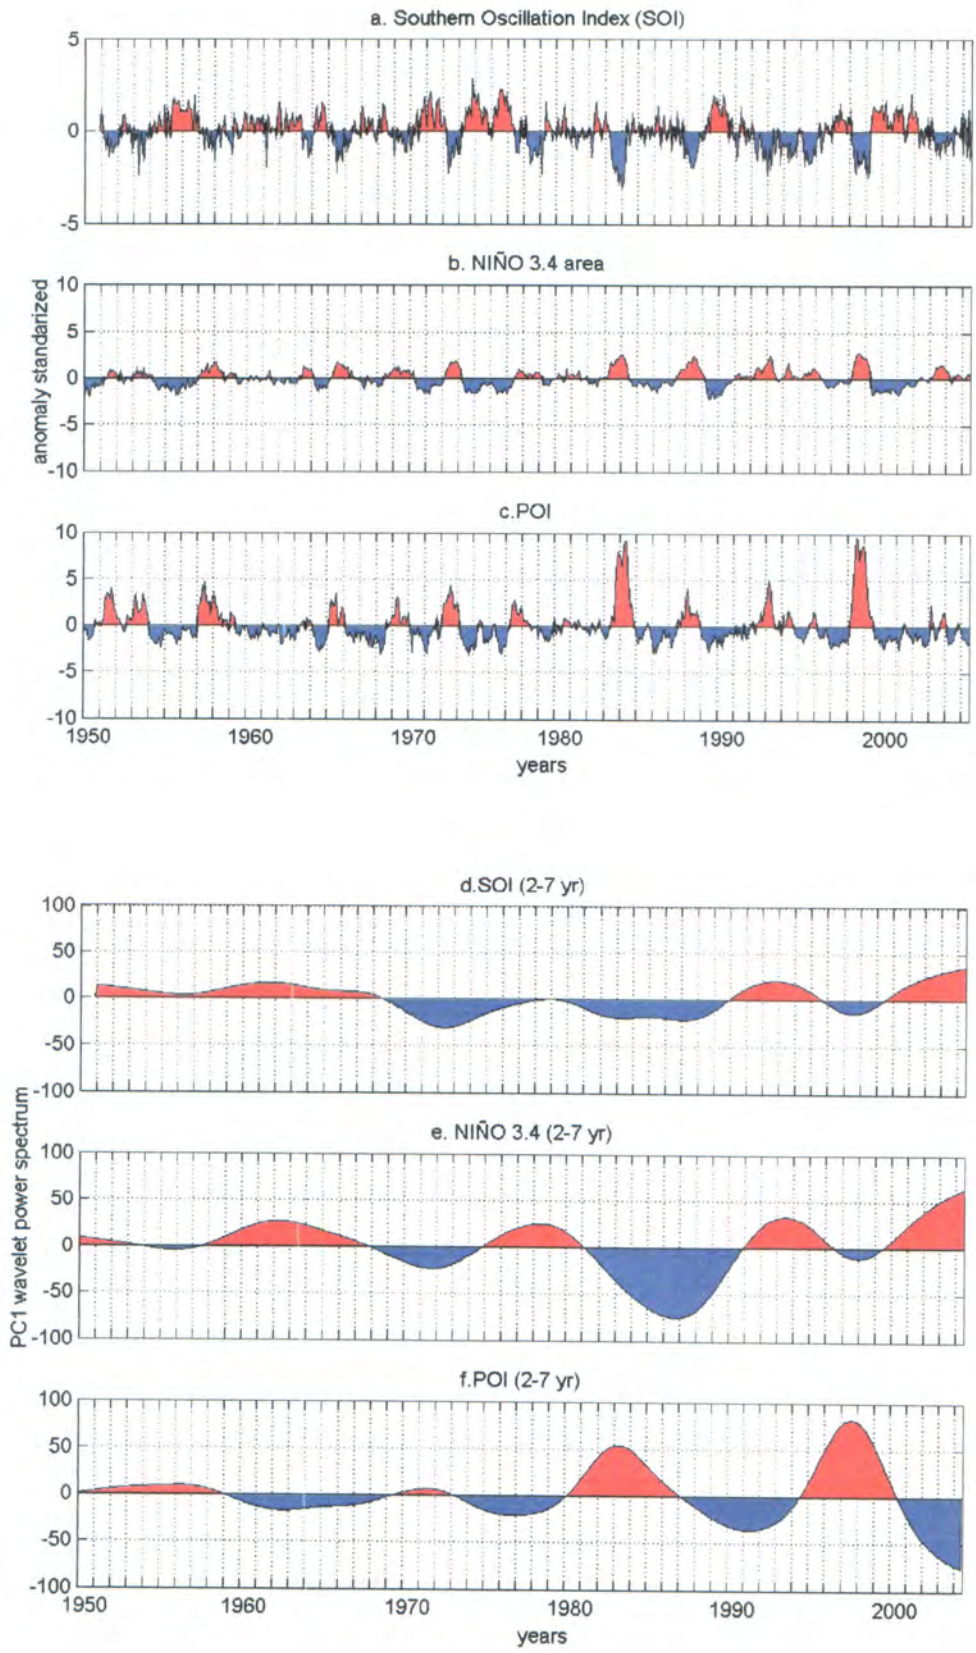 a. Southern Oscillation Index (SOI)
5
0
-5
b. NIÑO 3.4 area
anomaly standarized
10
5
0
-5
-10
c.POI
10
5
0
-5
-10
1950 1960 1970 1980 1990 2000
years
d.SOI (2-7 yr)
100
50
0
-50
-100
PC1 wavelet power spectrum
e. NIÑO 3.4 (2-7 yr)
100
50
0
-50
-100
f.POI (2-7 yr)
100
50
0
-50
-100
1950 1960 1970 1980 1990 2000
years